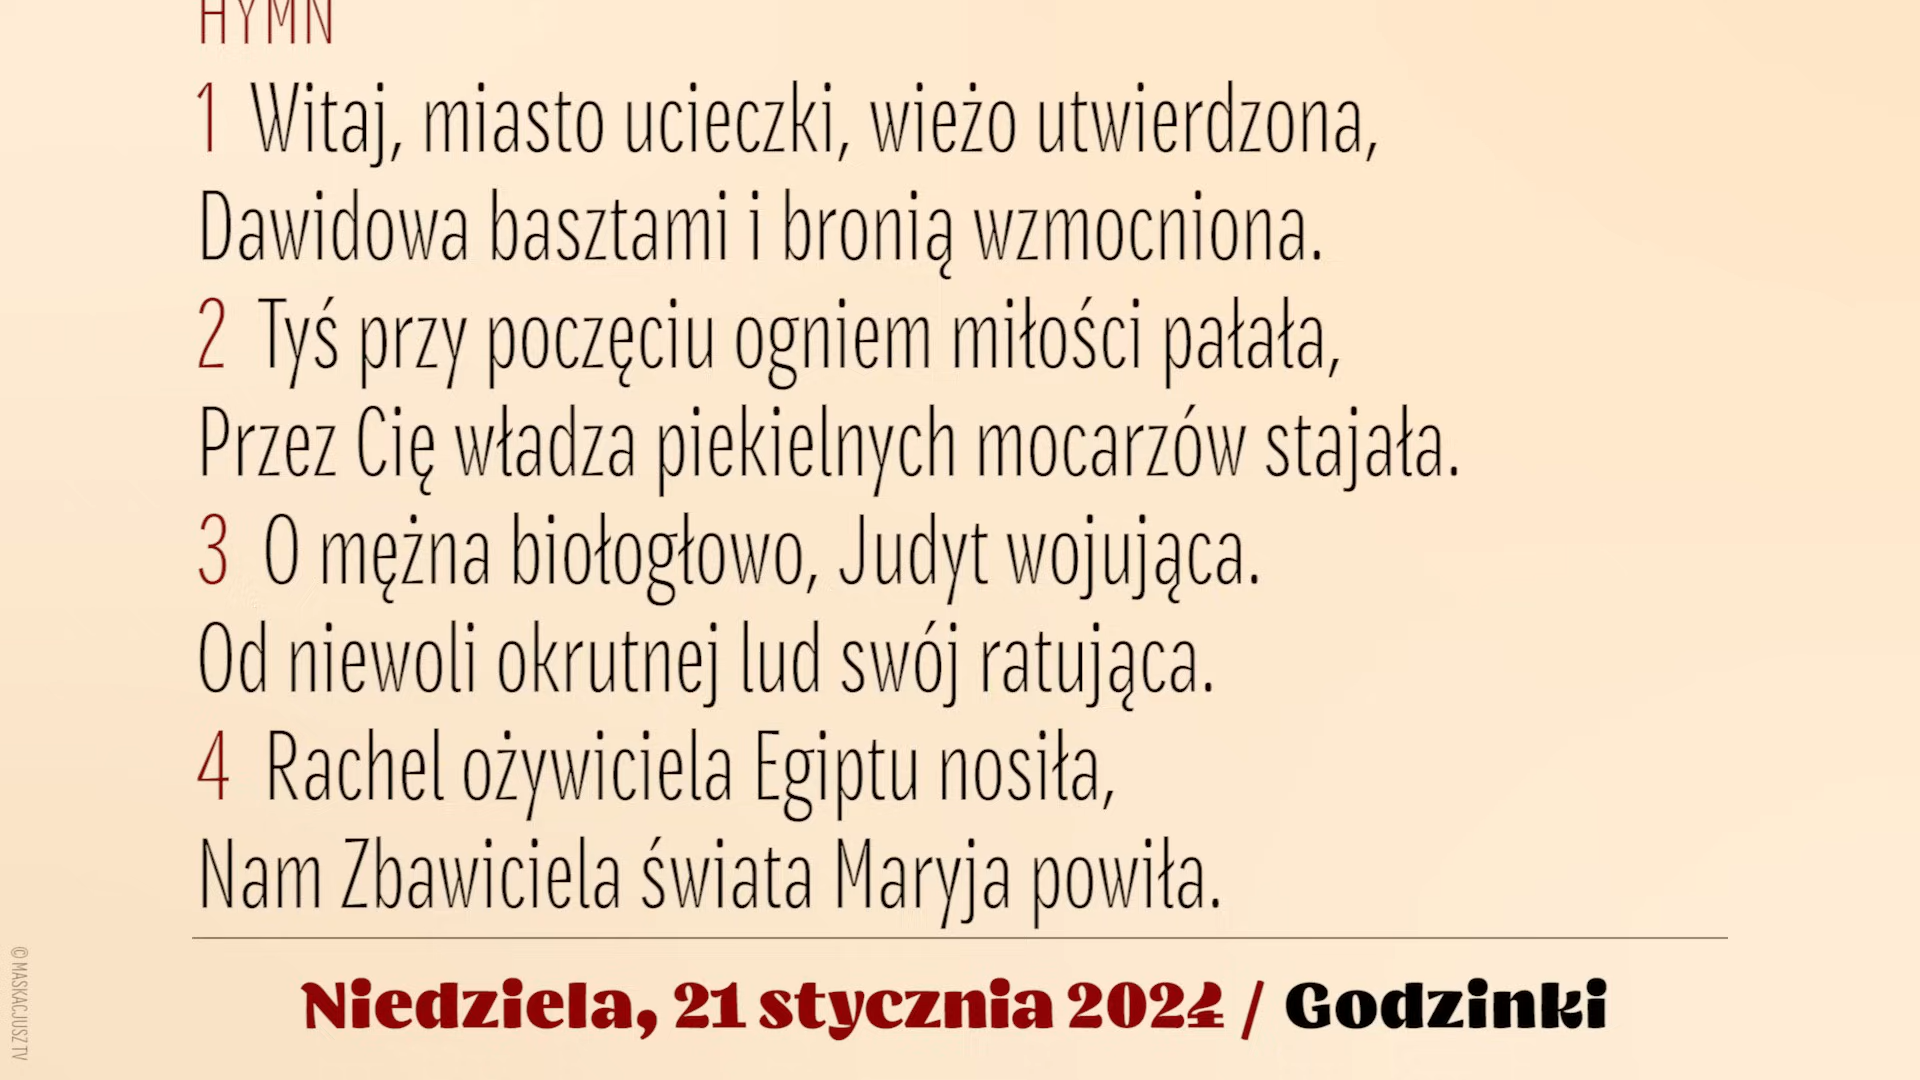 HYMN
1 Witaj, miasto ucieczki, wieżo utwierdzona,
Dawidowa basztami i bronią wzmocniona.
2 Tyś przy poczęciu ogniem miłości pałała,
Przez Cię władza piekielnych mocarzów stajała.
3 O mężna biołogłowo, Judyt wojująca.
Od niewoli okrutnej lud swój ratująca.
4 Rachel ożywiciela Egiptu nosiła,
Nam Zbawiciela świata Maryja powiła.
Niedziela, 21 stycznia 2024 / Godzinki
© MASKACJUSZ TV